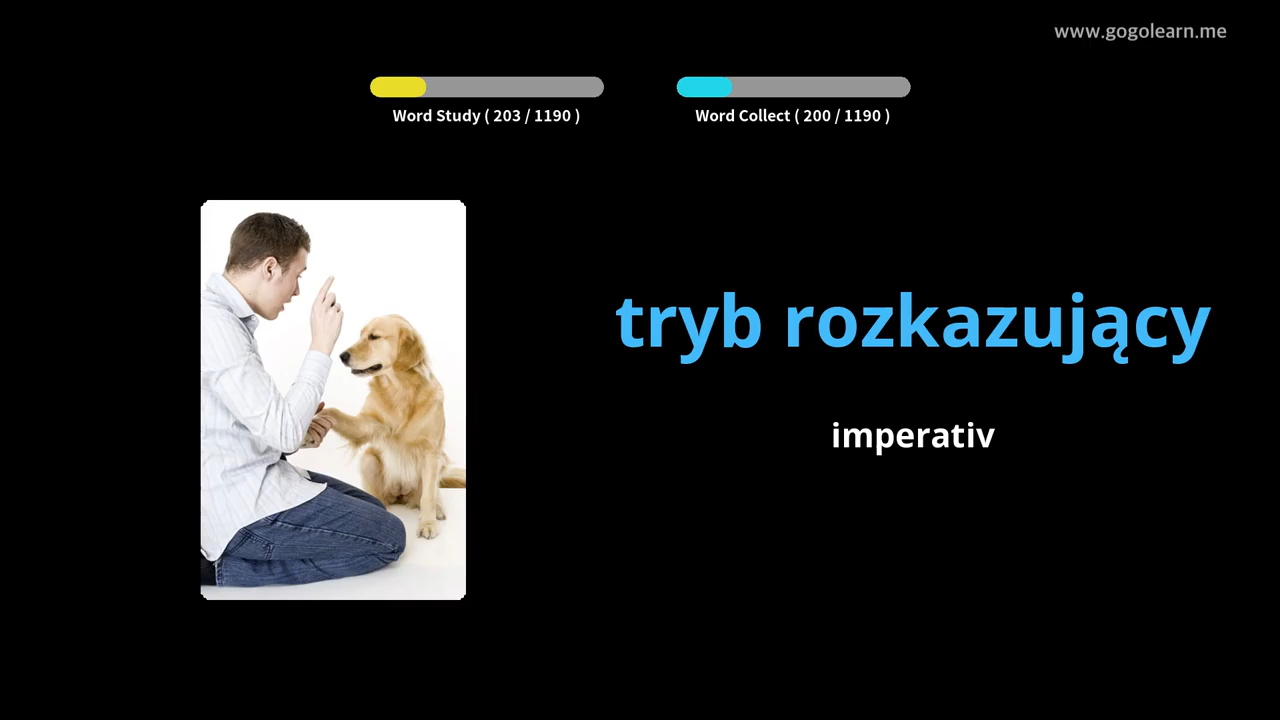 www.gogolearn.me
Word Study ( 203 / 1190 )
Word Collect ( 200 / 1190 )
tryb rozkazujący
imperativ